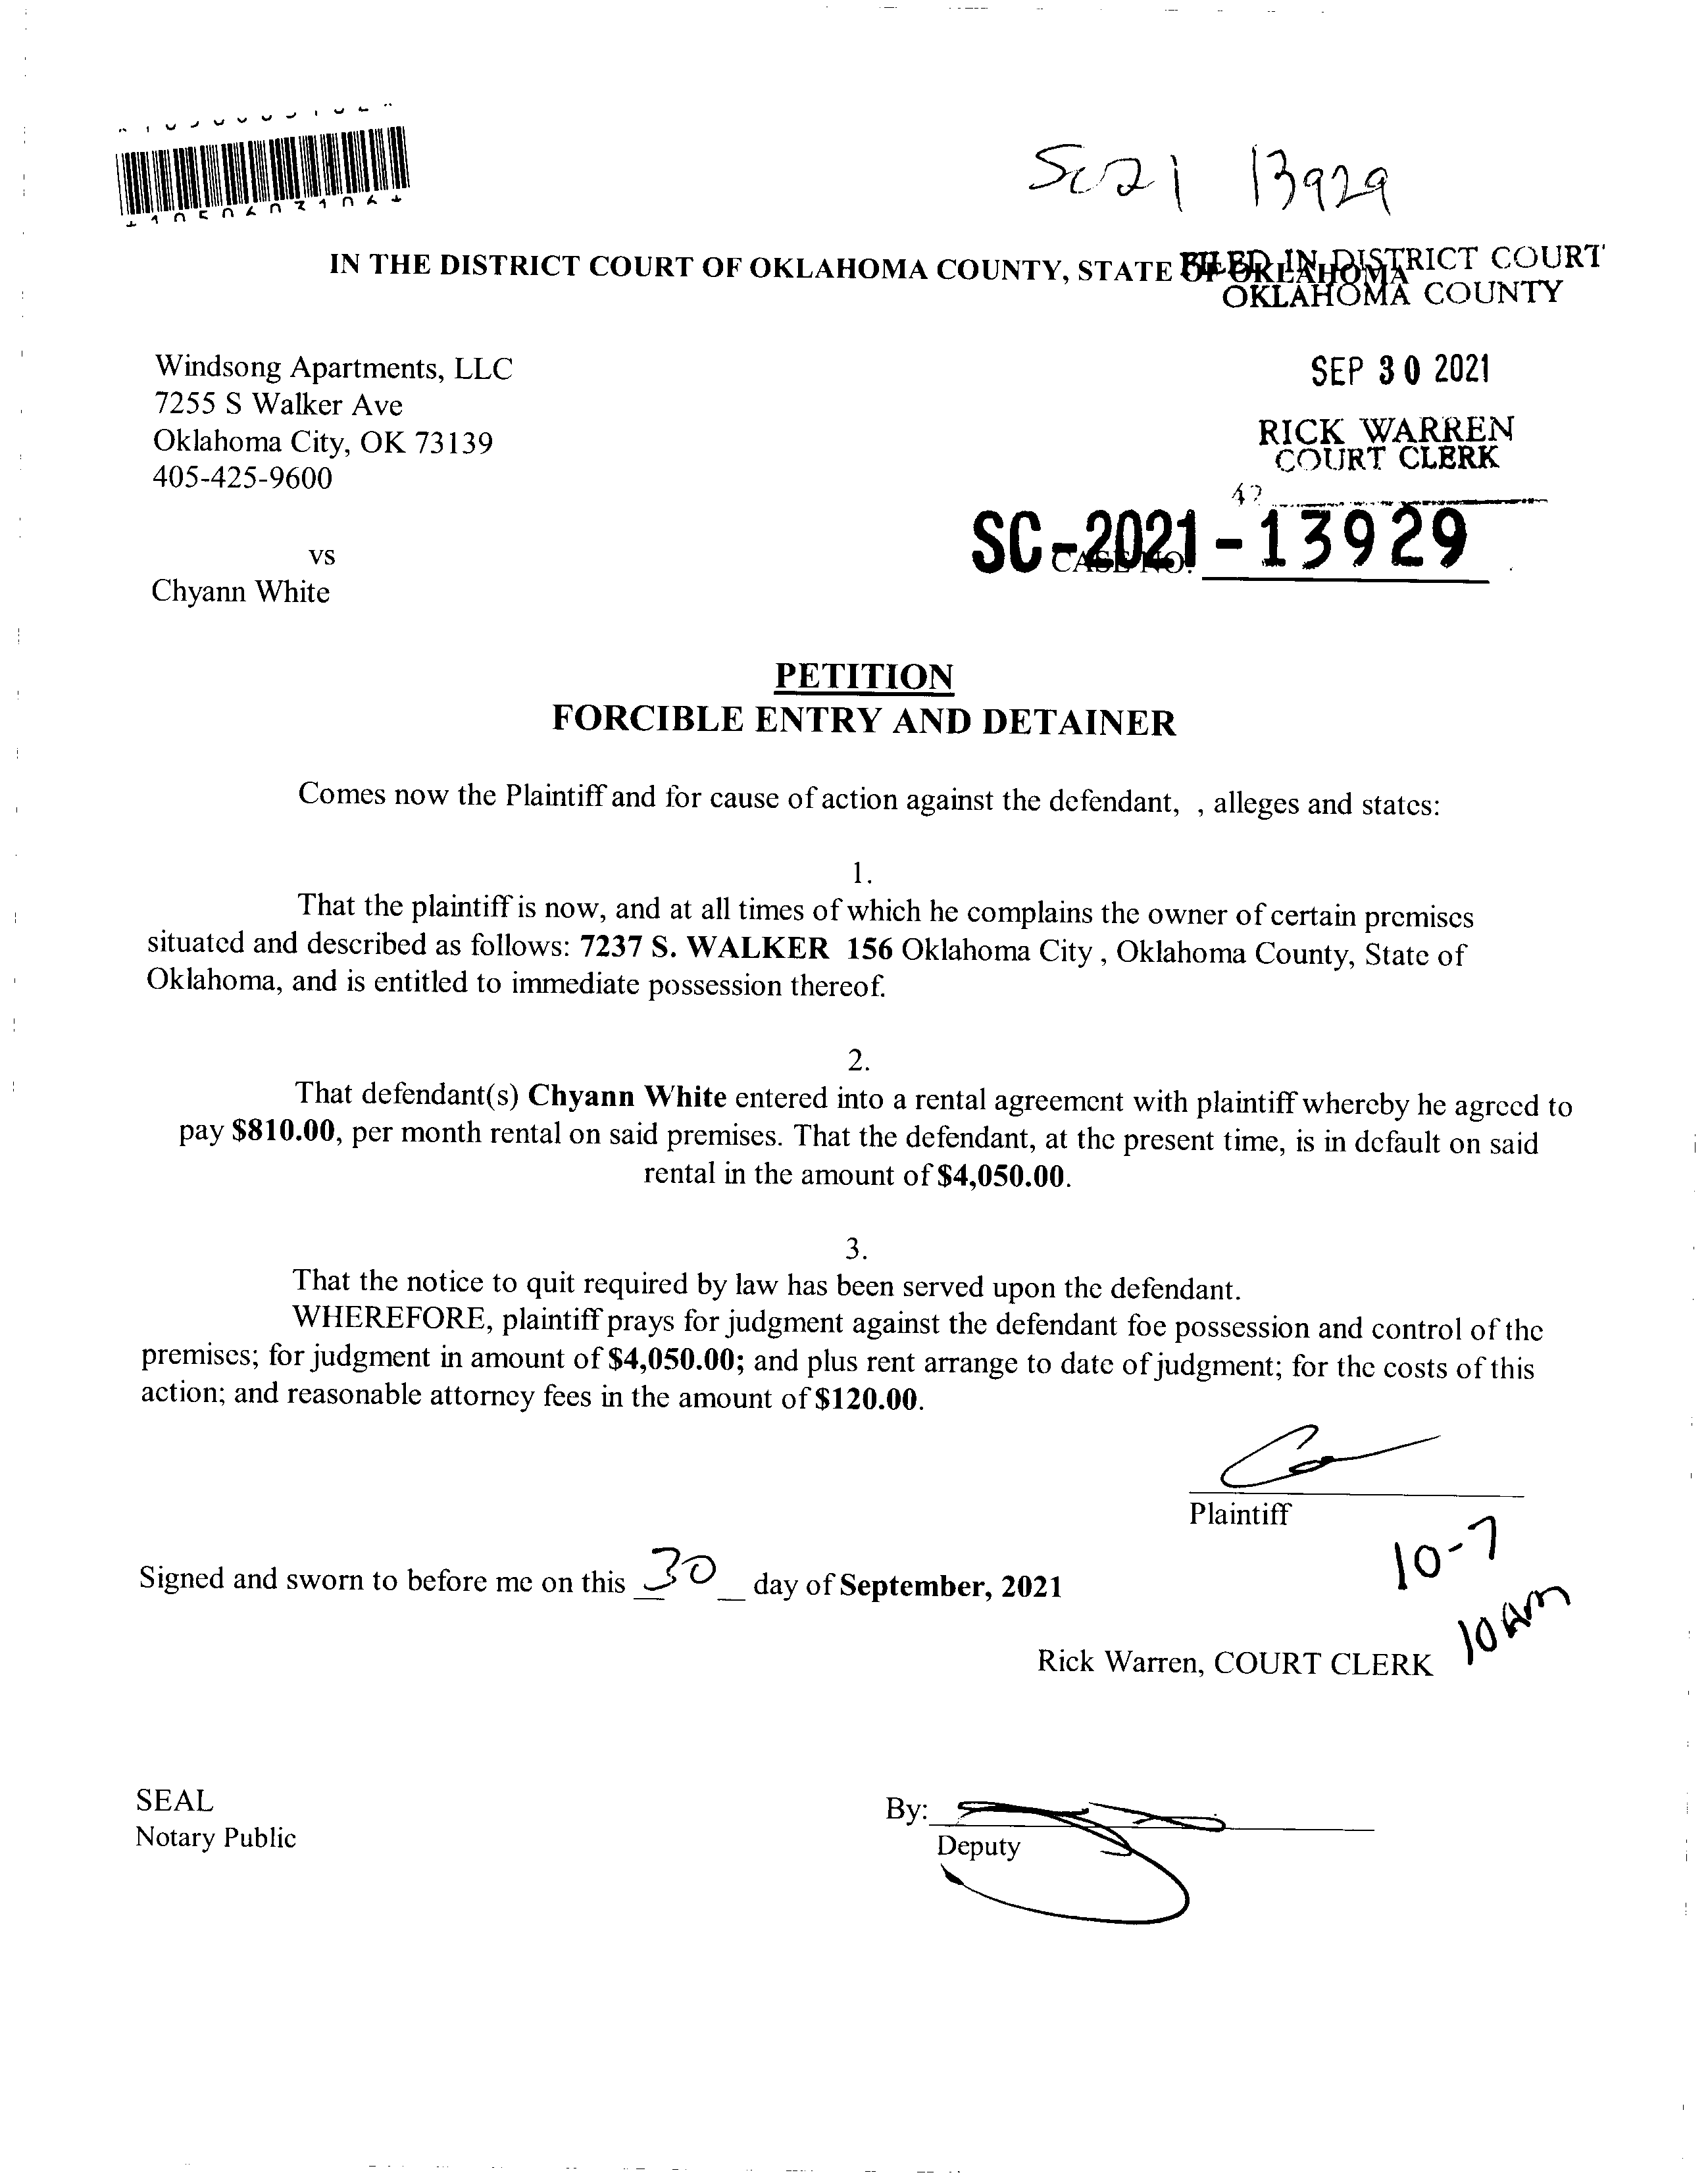 SC21 13929
IN THE DISTRICT COURT OF OKLAHOMA COUNTY, STATE OF OKLAHOMA
FILED IN DISTRICT COURT
OKLAHOMA COUNTY
Windsong Apartments, LLC
7255 S Walker Ave
Oklahoma City, OK 73139
405-425-9600
SEP 30 2021
RICK WARREN
COURT CLERK
42
SC-2021-13929
CASE NO.
vs
Chyann White
PETITION
FORCIBLE ENTRY AND DETAINER
Comes now the Plaintiff and for cause of action against the defendant, , alleges and states:
1.
That the plaintiff is now, and at all times of which he complains the owner of certain premises
situated and described as follows: 7237 S. WALKER 156 Oklahoma City , Oklahoma County, State of
Oklahoma, and is entitled to immediate possession thereof.
2.
That defendant(s) Chyann White entered into a rental agreement with plaintiff whereby he agreed to
pay $810.00, per month rental on said premises. That the defendant, at the present time, is in default on said
rental in the amount of $4,050.00.
3.
That the notice to quit required by law has been served upon the defendant.
WHEREFORE, plaintiff prays for judgment against the defendant foe possession and control of the
premises; for judgment in amount of $4,050.00; and plus rent arrange to date of judgment; for the costs of this
action; and reasonable attorney fees in the amount of $120.00.
Plaintiff
10-7
10AM
Signed and sworn to before me on this 30 day of September, 2021
Rick Warren, COURT CLERK
SEAL
Notary Public
By:
Deputy